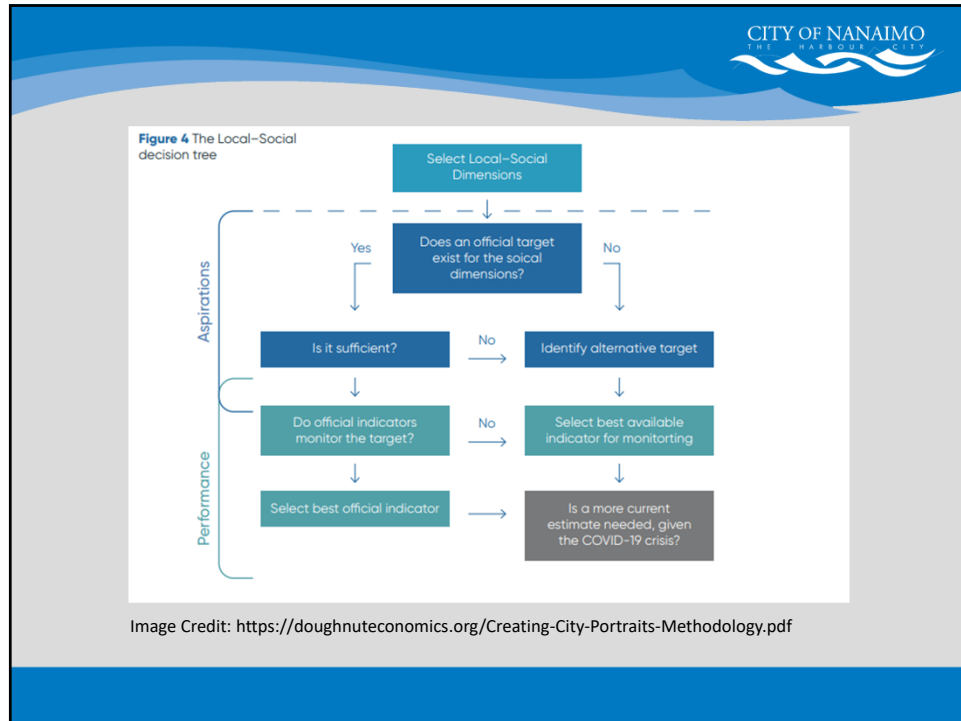 CITY OF NANAIMO
THE HARBOUR CITY
Figure 4 The Local–Social
decision tree
Select Local–Social
Dimensions
Aspirations
Yes
Does an official target
exist for the soical
dimensions?
No
Is it sufficient?
No
Identify alternative target
Performance
Do official indicators
monitor the target?
No
Select best available
indicator for monitorting
Select best official indicator
Is a more current
estimate needed, given
the COVID-19 crisis?
Image Credit: https://doughnuteconomics.org/Creating-City-Portraits-Methodology.pdf